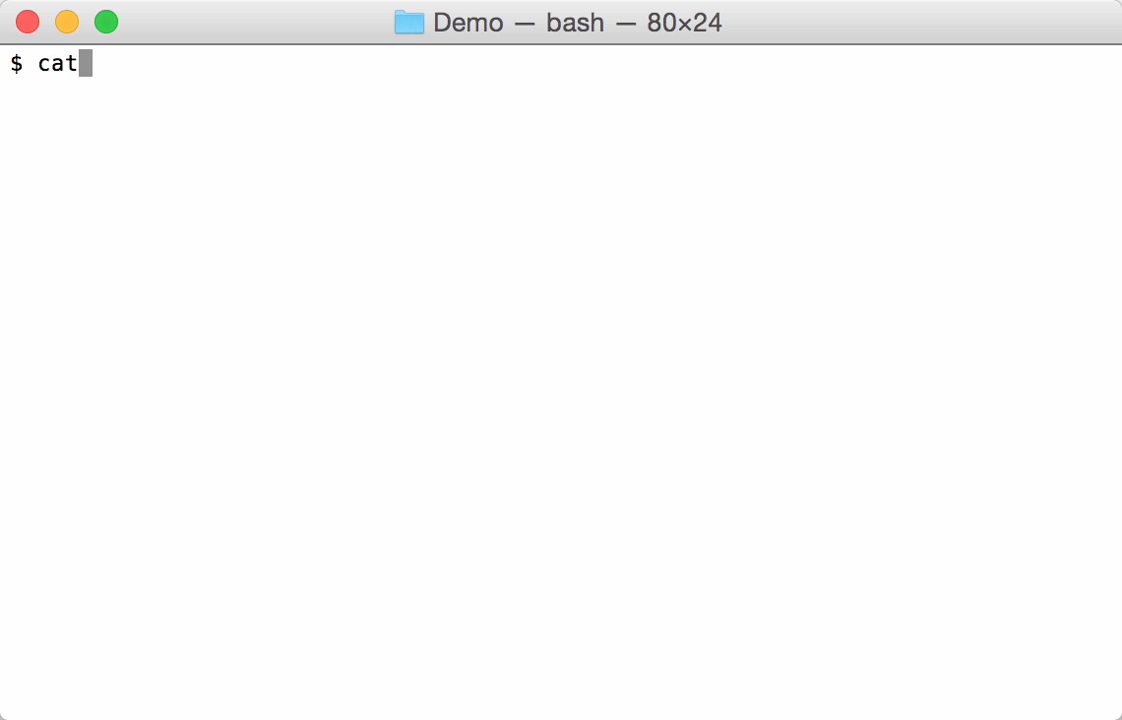 Demo — bash — 80×24
$ cat